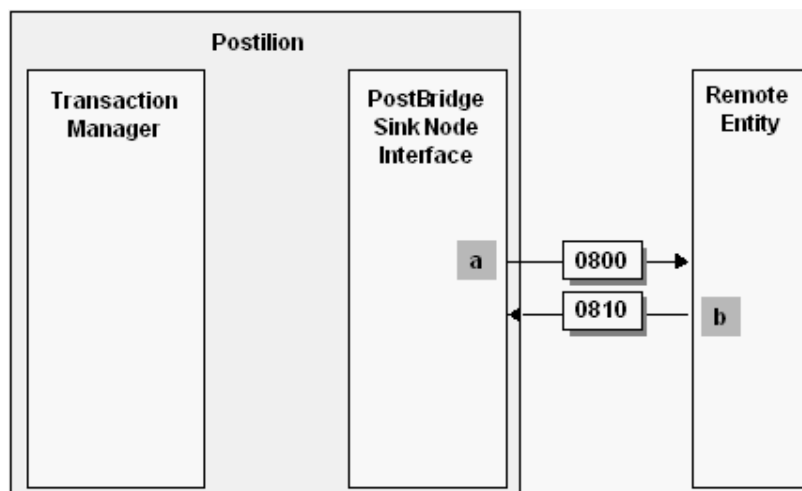 Postilion
Transaction
Manager
PostBridge
Sink Node
Interface
Remote
Entity
a
0800
0810
b